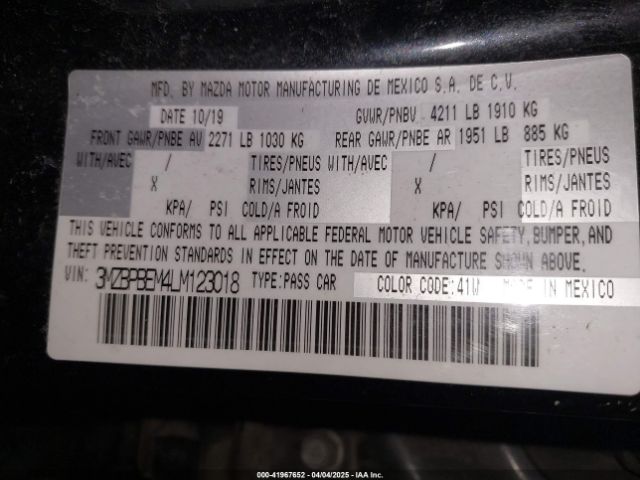 MFD. BY MAZDA MOTOR MANUFACTURING DE MEXICO S.A. DE C.V.
DATE 10/19 GVWR/PNBV 4211 LB 1910 KG
FRONT GAWR/PNBE AV 2271 LB 1030 KG REAR GAWR/PNBE AR 1951 LB 885 KG
WITH/AVEC / TIRES/PNEUS WITH/AVEC / TIRES/PNEUS
X RIMS/JANTES X RIMS/JANTES
KPA/ PSI COLD/A FROID KPA/ PSI COLD/A FROID
THIS VEHICLE CONFORMS TO ALL APPLICABLE FEDERAL MOTOR VEHICLE SAFETY, BUMPER, AND
THEFT PREVENTION STANDARDS IN EFFECT ON THE DATE OF MANUFACTURE SHOWN ABOVE.
VIN: 3MZBPBEM4LM123018 TYPE:PASS CAR COLOR CODE:41W IN MEXICO
000-41967652 - 04/04/2025 - Copyright © IAA, Inc.